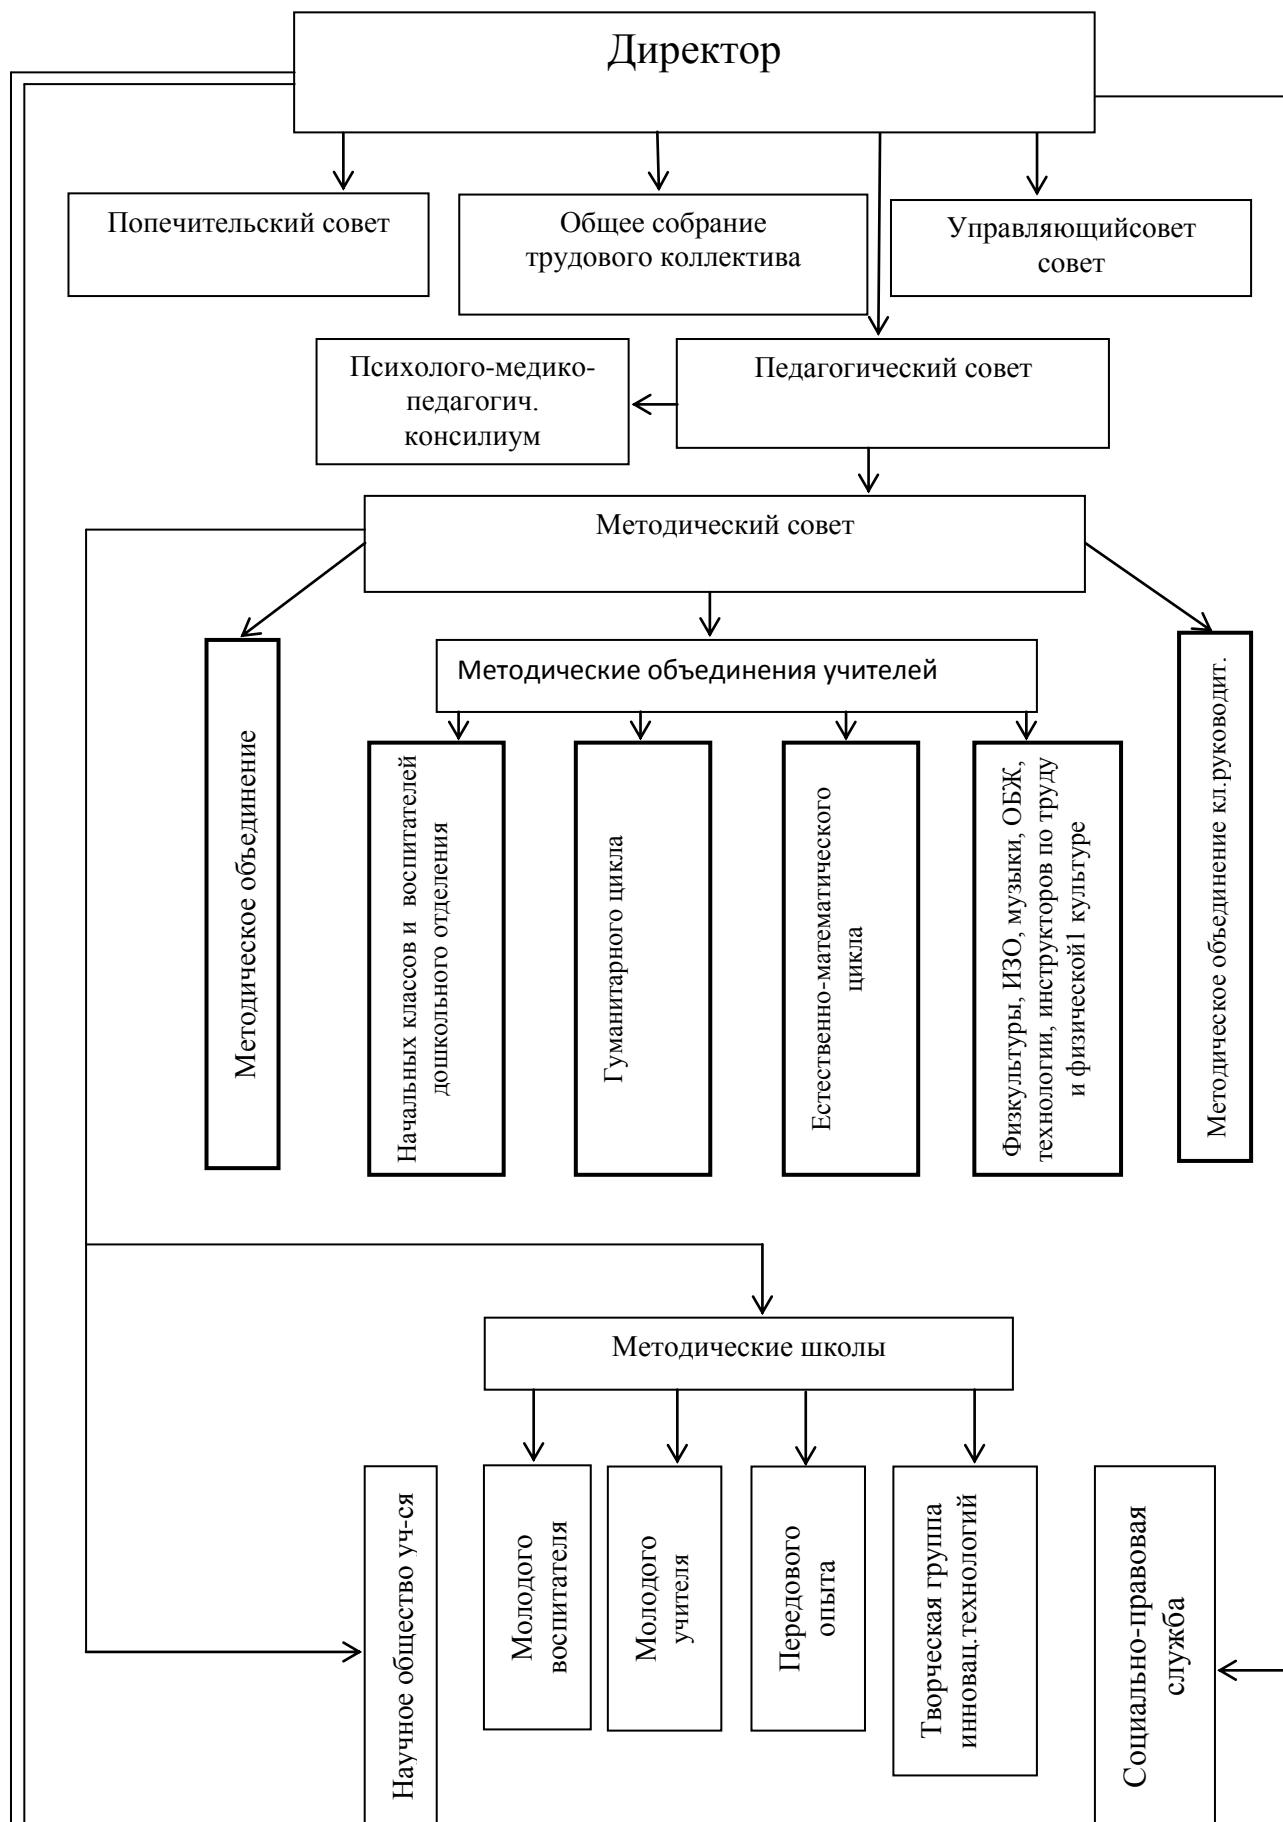 Директор
Попечительский совет
Общее собрание
трудового коллектива
Управляющийсовет
совет
Психолого-медико-
педагогич.
консилиум
Педагогический совет
Методический совет
Методическое объединение
Методические объединения учителей
Начальных классов и воспитателей
дошкольного отделения
Гуманитарного цикла
Естественно-математического
цикла
Физкультуры, ИЗО, музыки, ОБЖ,
технологии, инструкторов по труду
и физической1 культуре
Методическое объединение кл.руководит.
Методические школы
Научное общество уч-ся
Молодого
воспитателя
Молодого
учителя
Передового
опыта
Творческая группа
инновац.технологий
Социально-правовая
служба